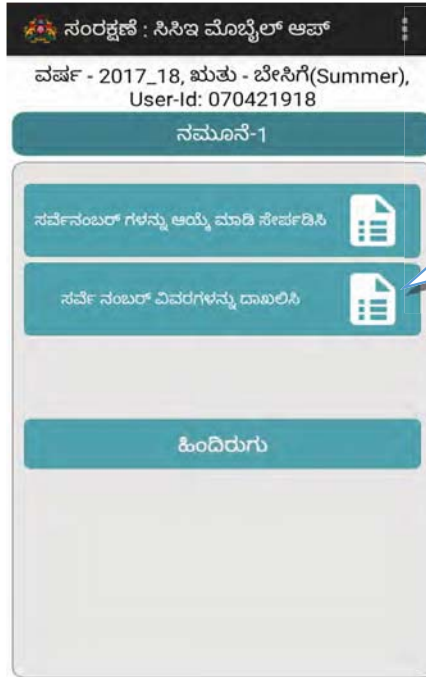 ಸಂರಕ್ಷಣೆ : ಸಿಸಿಇ ಮೊಬೈಲ್ ಆಪ್
ವರ್ಷ - 2017_18, ಋತು - ಬೇಸಿಗೆ(Summer),
User-Id: 070421918
ನಮೂನೆ-1
ಸರ್ವೆನಂಬರ್ ಗಳನ್ನು ಆಯ್ಕೆ ಮಾಡಿ ಸೇರ್ಪಡಿಸಿ
ಸರ್ವೆ ನಂಬರ್ ವಿವರಗಳನ್ನು ದಾಖಲಿಸಿ
ಹಿಂದಿರುಗು